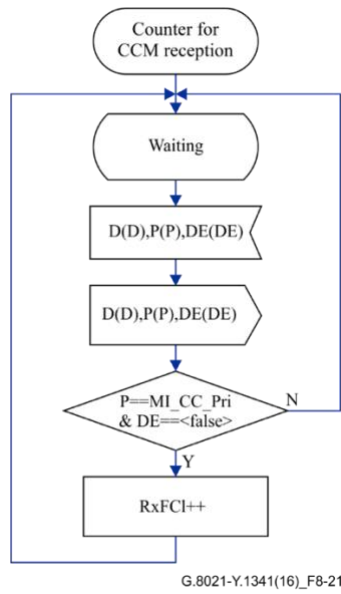 Counter for
CCM reception
Waiting
D(D),P(P),DE(DE)
D(D),P(P),DE(DE)
P==MI_CC_Pri
& DE==<false>
N
Y
RxFCl++
G.8021-Y.1341(16)_F8-21